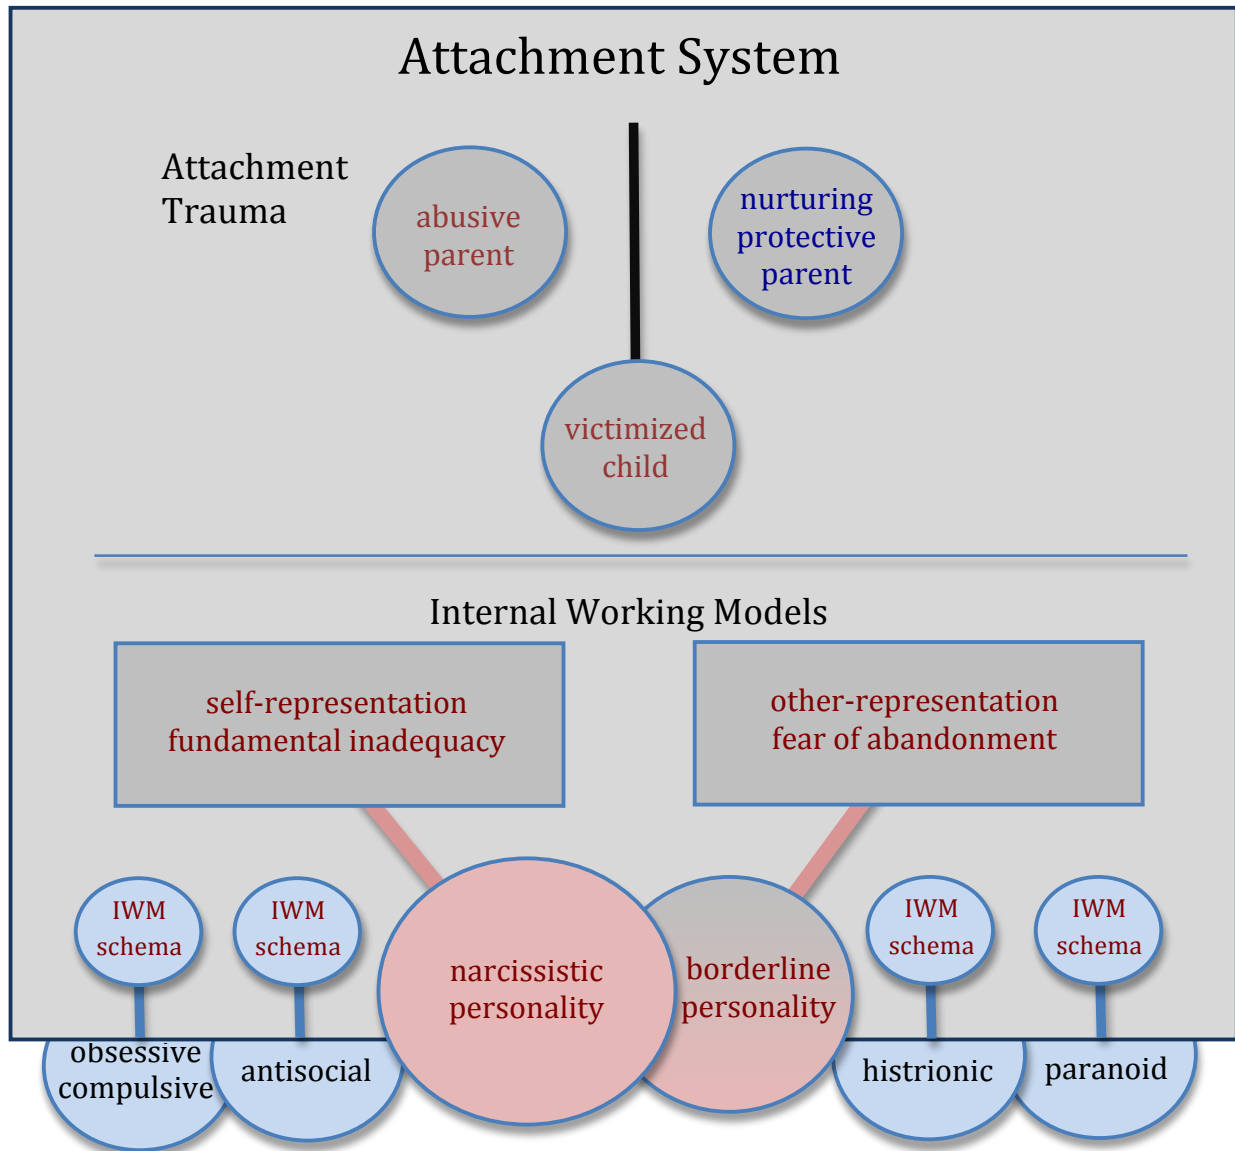 Attachment System
Attachment
Trauma
abusive
parent
nurturing
protective
parent
victimized
child
Internal Working Models
self-representation
fundamental inadequacy
other-representation
fear of abandonment
IWM
schema
IWM
schema
narcissistic
personality
borderline
personality
IWM
schema
IWM
schema
obsessive
compulsive
antisocial
histrionic
paranoid